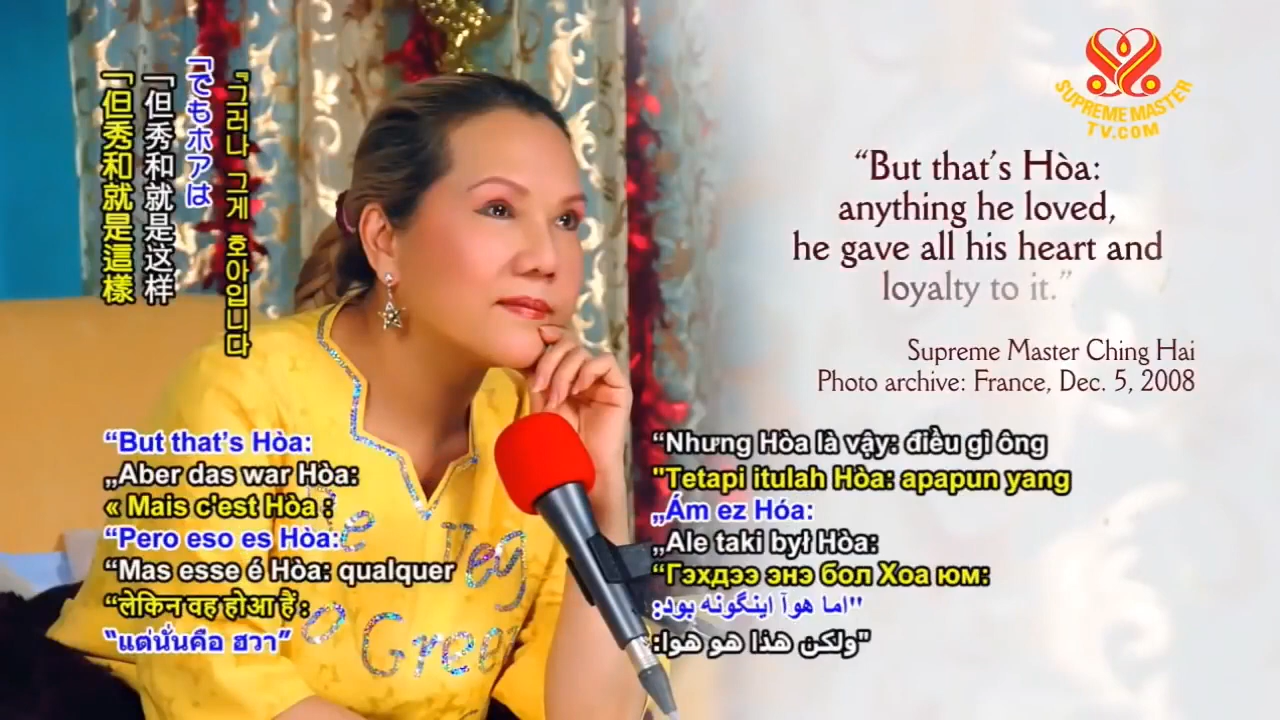 「但秀和就是這樣
「但秀和就是这样
「でもホアは
『그러나 그게 호아입니다
SUPREME MASTER
TV.COM
“But that’s Hòa:
anything he loved,
he gave all his heart and
loyalty to it.”
Supreme Master Ching Hai
Photo archive: France, Dec. 5, 2008
“But that’s Hòa:
„Aber das war Hòa:
« Mais c'est Hòa :
“Pero eso es Hòa:
“Mas esse é Hòa: qualquer
“लेकिन वह होआ हैं :
“แต่นั่นคือ ฮวา”
“Nhưng Hòa là vậy: điều gì ông
"Tetapi itulah Hòa: apapun yang
„Ám ez Hóa:
„Ale taki był Hòa:
“Гэхдээ энэ бол Хоа юм:
"اما هوآ اینگونه بود:
"ولكن هذا هو هوا:
Be Veg
Go Green